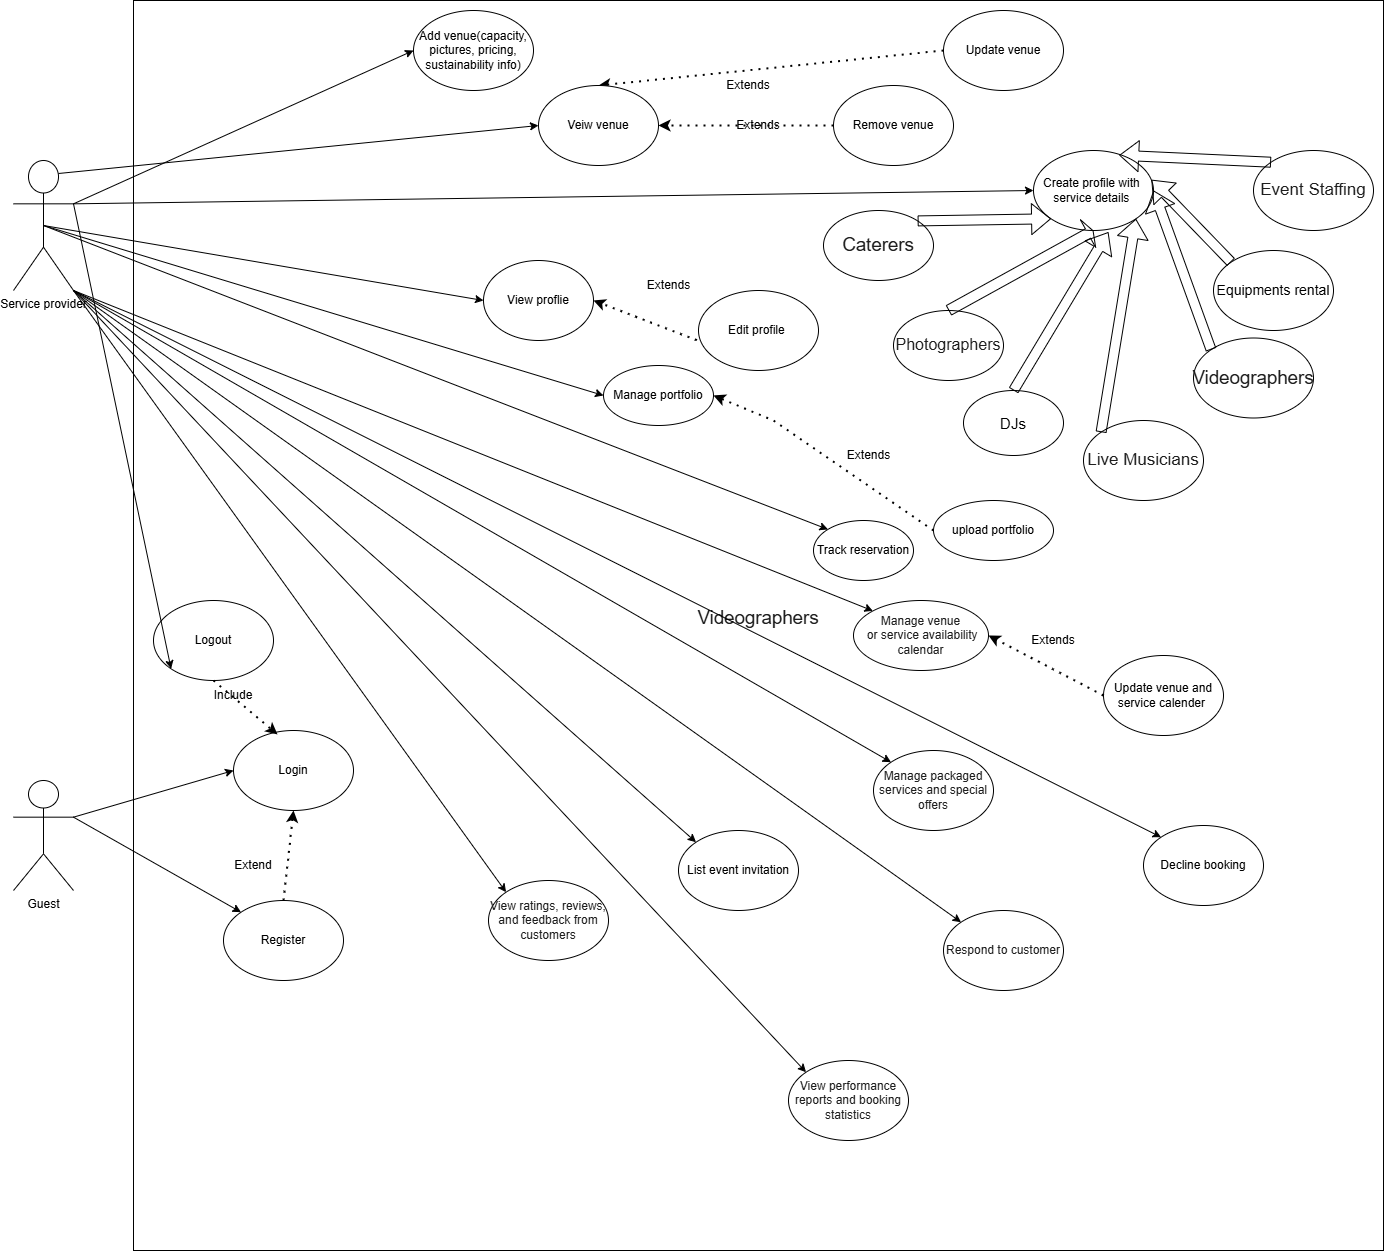 Add venue(capacity,
pictures, pricing,
sustainability info)
Update venue
Extends
Veiw venue
Extends
Remove venue
Create profile with
service details
Event Staffing
Caterers
Service provider
View proflie
Extends
Edit profile
Equipments rental
Photographers
Videographers
Manage portfolio
DJs
Extends
Live Musicians
upload portfolio
Track reservation
Videographers
Manage venue
or service availability
calendar
Extends
Logout
Include
Update venue and
service calender
Login
Manage packaged
services and special
offers
Extend
List event invitation
Decline booking
Guest
View ratings, reviews,
and feedback from
customers
Register
Respond to customer
View performance
reports and booking
statistics